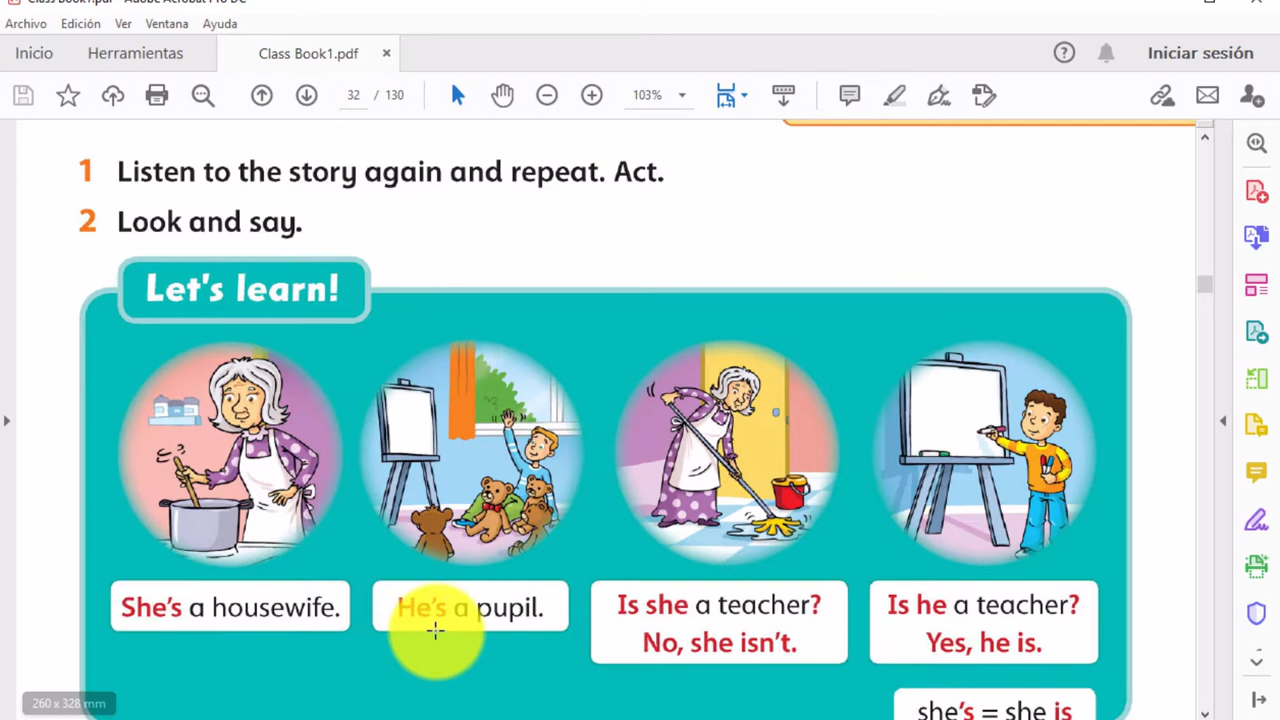 Archivo Edición Ver Ventana Ayuda
Inicio Herramientas Class Book1.pdf Iniciar sesión
32 / 130 103%
1 Listen to the story again and repeat. Act.
2 Look and say.
Let's learn!
She's a housewife.
He's a pupil.
Is she a teacher?
No, she isn't.
Is he a teacher?
Yes, he is.
she's = she is
260 x 328 mm